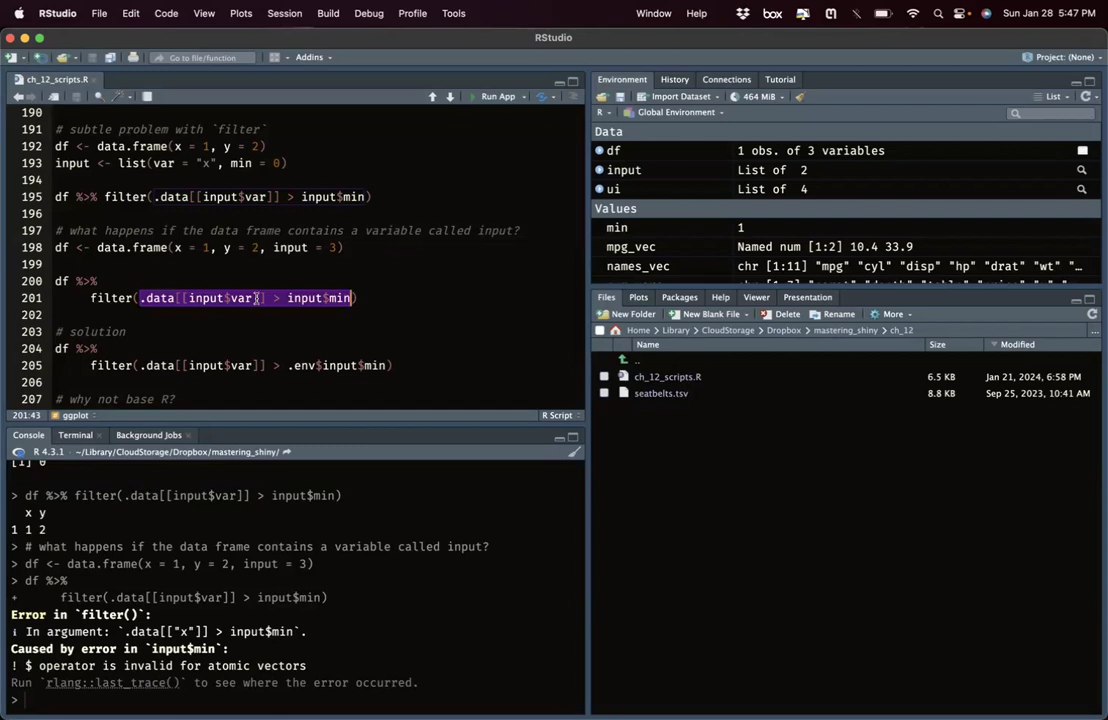 RStudio File Edit Code View Plots Session Build Debug Profile Tools Window Help box Sun Jan 28 5:47 PM
RStudio
Go to file/function Addins Project: (None)
ch_12_scripts.R
Run App
190
191 # subtle problem with `filter`
192 df <- data.frame(x = 1, y = 2)
193 input <- list(var = "x", min = 0)
194
195 df %>% filter(.data[[input$var]] > input$min)
196
197 # what happens if the data frame contains a variable called input?
198 df <- data.frame(x = 1, y = 2, input = 3)
199
200 df %>%
201 filter(.data[[input$var]] > input$min)
202
203 # solution
204 df %>%
205 filter(.data[[input$var]] > .env$input$min)
206
207 # why not base R?
201:43 ggplot R Script
Console Terminal Background Jobs
R 4.3.1 · ~/Library/CloudStorage/Dropbox/mastering_shiny/
[1] 0
> df %>% filter(.data[[input$var]] > input$min)
x y
1 1 2
> # what happens if the data frame contains a variable called input?
> df <- data.frame(x = 1, y = 2, input = 3)
> df %>%
+ filter(.data[[input$var]] > input$min)
Error in `filter()`:
ℹ In argument: `.data[["x"]] > input$min`.
Caused by error in `input$min`:
! $ operator is invalid for atomic vectors
Run `rlang::last_trace()` to see where the error occurred.
>
Environment History Connections Tutorial
Import Dataset 464 MiB List
R Global Environment
Data
df 1 obs. of 3 variables
input List of 2
ui List of 4
Values
min 1
mpg_vec Named num [1:2] 10.4 33.9
names_vec chr [1:11] "mpg" "cyl" "disp" "hp" "drat" "wt" "…
Files Plots Packages Help Viewer Presentation
New Folder New Blank File Delete Rename More
Home Library CloudStorage Dropbox mastering_shiny ch_12 ...
Name Size Modified
..
ch_12_scripts.R 6.5 KB Jan 21, 2024, 6:58 PM
seatbelts.tsv 8.8 KB Sep 25, 2023, 10:41 AM